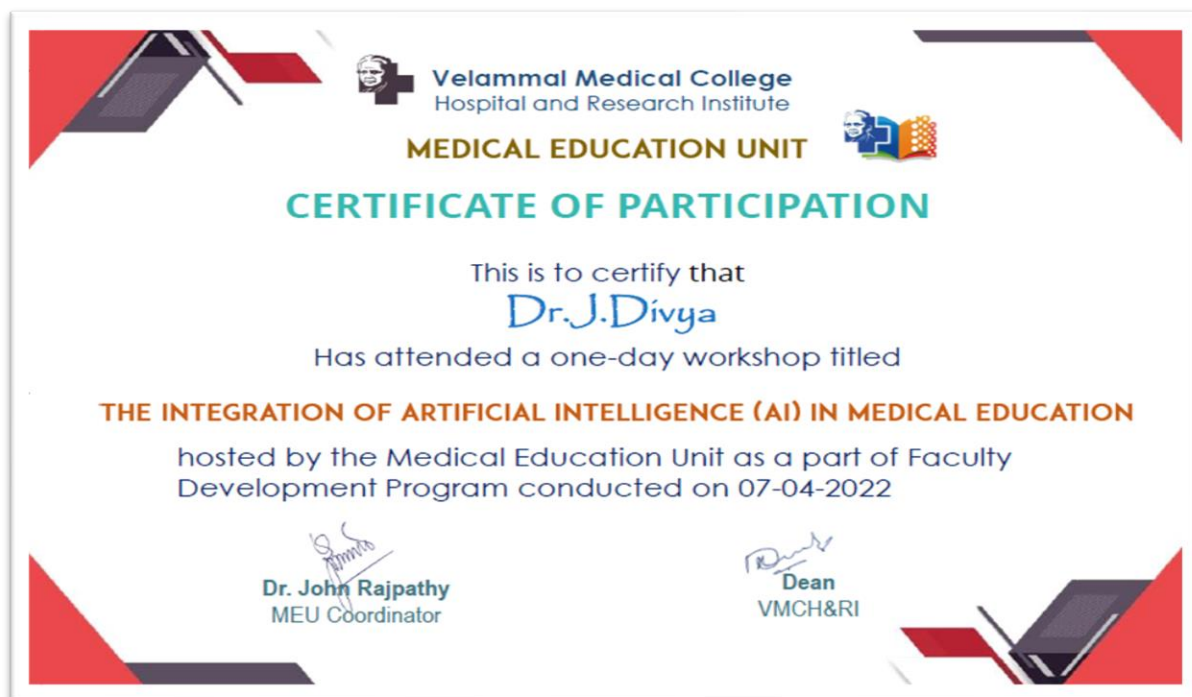 Velammal Medical College
Hospital and Research Institute
MEDICAL EDUCATION UNIT
CERTIFICATE OF PARTICIPATION
This is to certify that
Dr.J.Divya
Has attended a one-day workshop titled
THE INTEGRATION OF ARTIFICIAL INTELLIGENCE (AI) IN MEDICAL EDUCATION
hosted by the Medical Education Unit as a part of Faculty
Development Program conducted on 07-04-2022
Dr. John Rajpathy
MEU Coordinator
Dean
VMCH&RI